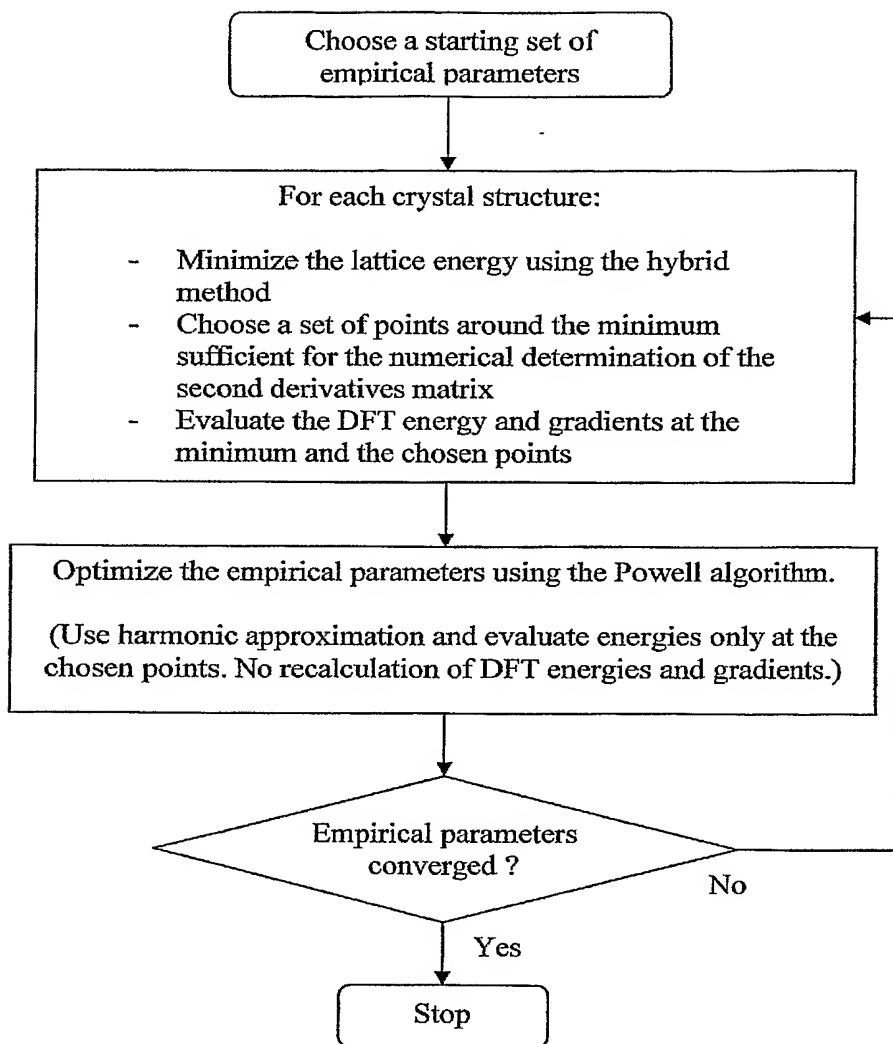 Choose a starting set of
empirical parameters
For each crystal structure:
- Minimize the lattice energy using the hybrid
method
- Choose a set of points around the minimum
sufficient for the numerical determination of the
second derivatives matrix
- Evaluate the DFT energy and gradients at the
minimum and the chosen points
Optimize the empirical parameters using the Powell algorithm.
(Use harmonic approximation and evaluate energies only at the
chosen points. No recalculation of DFT energies and gradients.)
Empirical parameters
converged ?
No
Yes
Stop